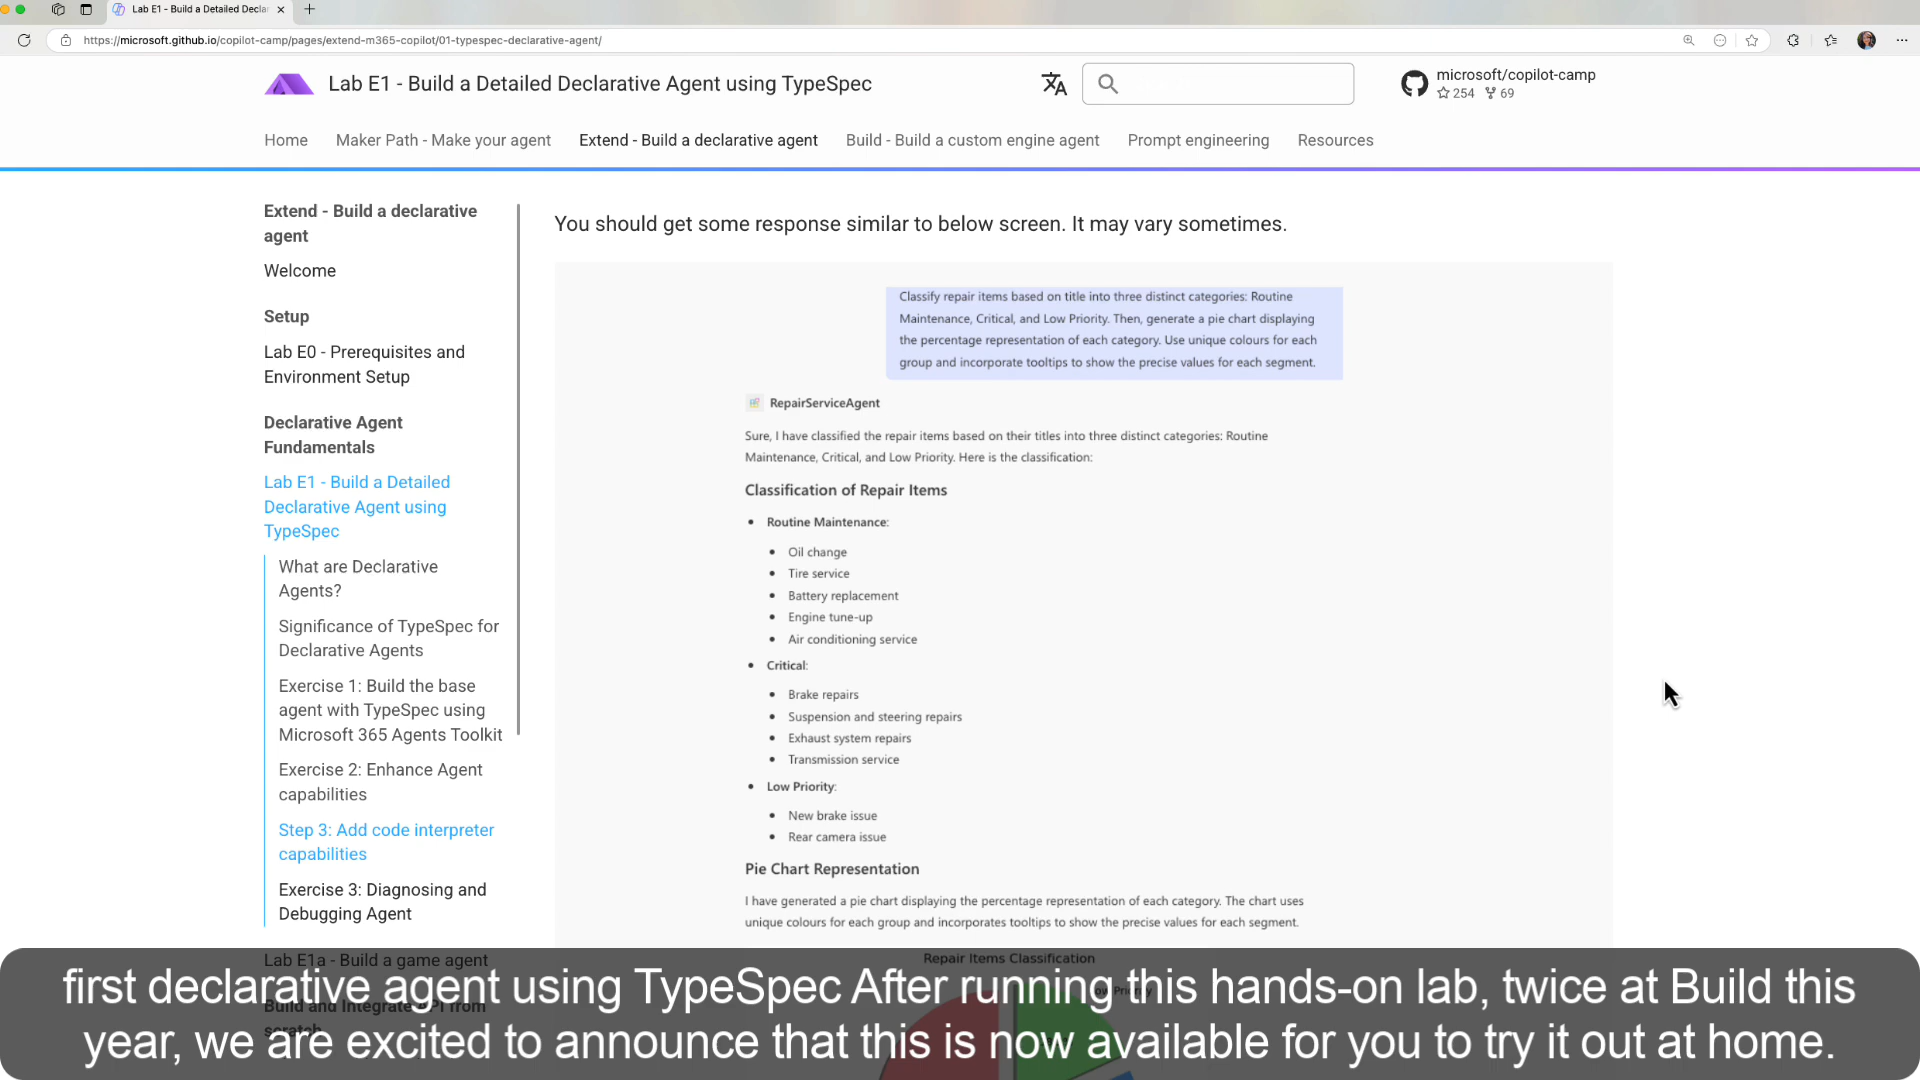 Lab E1 - Build a Detailed Decla
https://microsoft.github.io/copilot-camp/pages/extend-m365-copilot/01-typespec-declarative-agent/
Lab E1 - Build a Detailed Declarative Agent using TypeSpec
microsoft/copilot-camp
254 69
Home Maker Path - Make your agent Extend - Build a declarative agent Build - Build a custom engine agent Prompt engineering Resources
Extend - Build a declarative
agent
Welcome
Setup
Lab E0 - Prerequisites and
Environment Setup
Declarative Agent
Fundamentals
Lab E1 - Build a Detailed
Declarative Agent using
TypeSpec
What are Declarative
Agents?
Significance of TypeSpec for
Declarative Agents
Exercise 1: Build the base
agent with TypeSpec using
Microsoft 365 Agents Toolkit
Exercise 2: Enhance Agent
capabilities
Step 3: Add code interpreter
capabilities
Exercise 3: Diagnosing and
Debugging Agent
Lab E1a - Build a game agent
Build and Integrate API from
scratch
You should get some response similar to below screen. It may vary sometimes.
Classify repair items based on title into three distinct categories: Routine
Maintenance, Critical, and Low Priority. Then, generate a pie chart displaying
the percentage representation of each category. Use unique colours for each
group and incorporate tooltips to show the precise values for each segment.
RepairServiceAgent
Sure, I have classified the repair items based on their titles into three distinct categories: Routine
Maintenance, Critical, and Low Priority. Here is the classification:
Classification of Repair Items
Routine Maintenance:
Oil change
Tire service
Battery replacement
Engine tune-up
Air conditioning service
Critical:
Brake repairs
Suspension and steering repairs
Exhaust system repairs
Transmission service
Low Priority:
New brake issue
Rear camera issue
Pie Chart Representation
I have generated a pie chart displaying the percentage representation of each category. The chart uses
unique colours for each group and incorporates tooltips to show the precise values for each segment.
Repair Items Classification
Low Priority
first declarative agent using TypeSpec After running this hands-on lab, twice at Build this
year, we are excited to announce that this is now available for you to try it out at home.